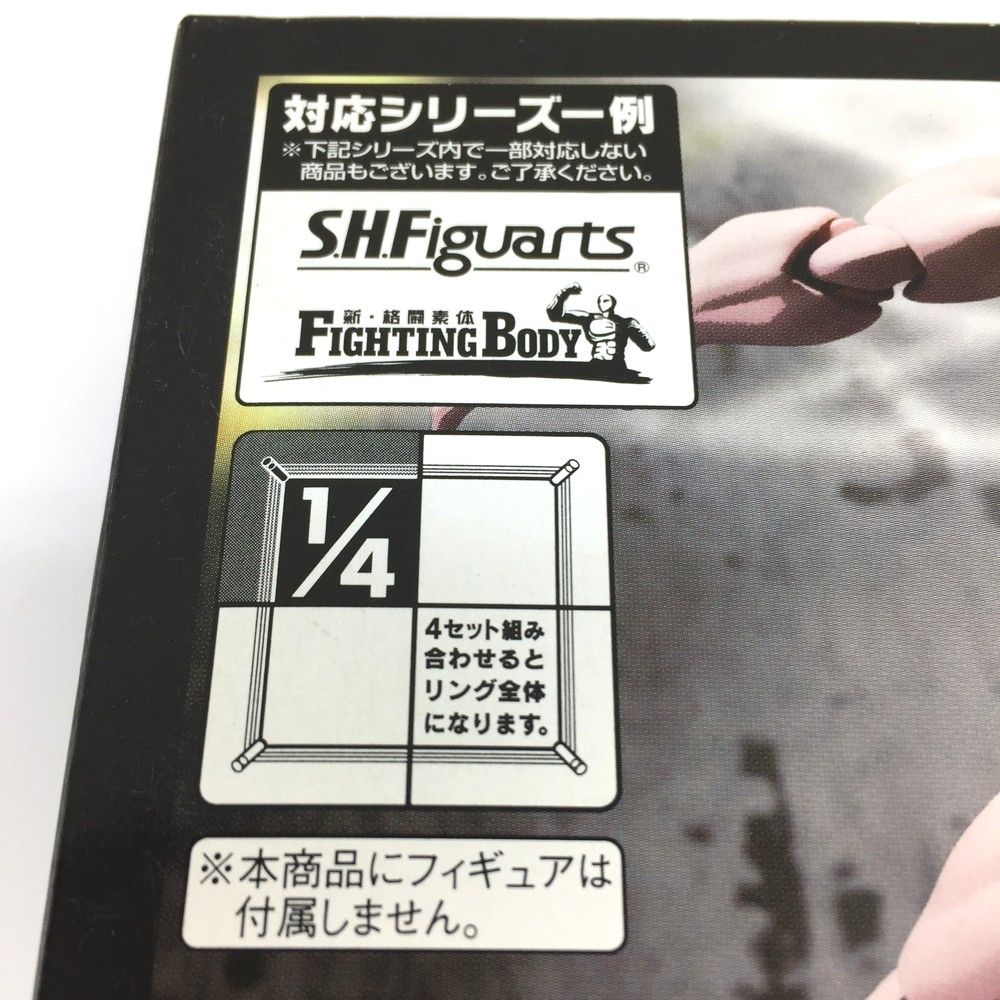 対応シリーズ一例
※下記シリーズ内で一部対応しない
商品もございます。ご了承ください。
S.H.Figuarts®
新・格闘素体
FIGHTING BODY
1/4
4セット組み
合わせると
リング全体
になります。
※本商品にフィギュアは
付属しません。